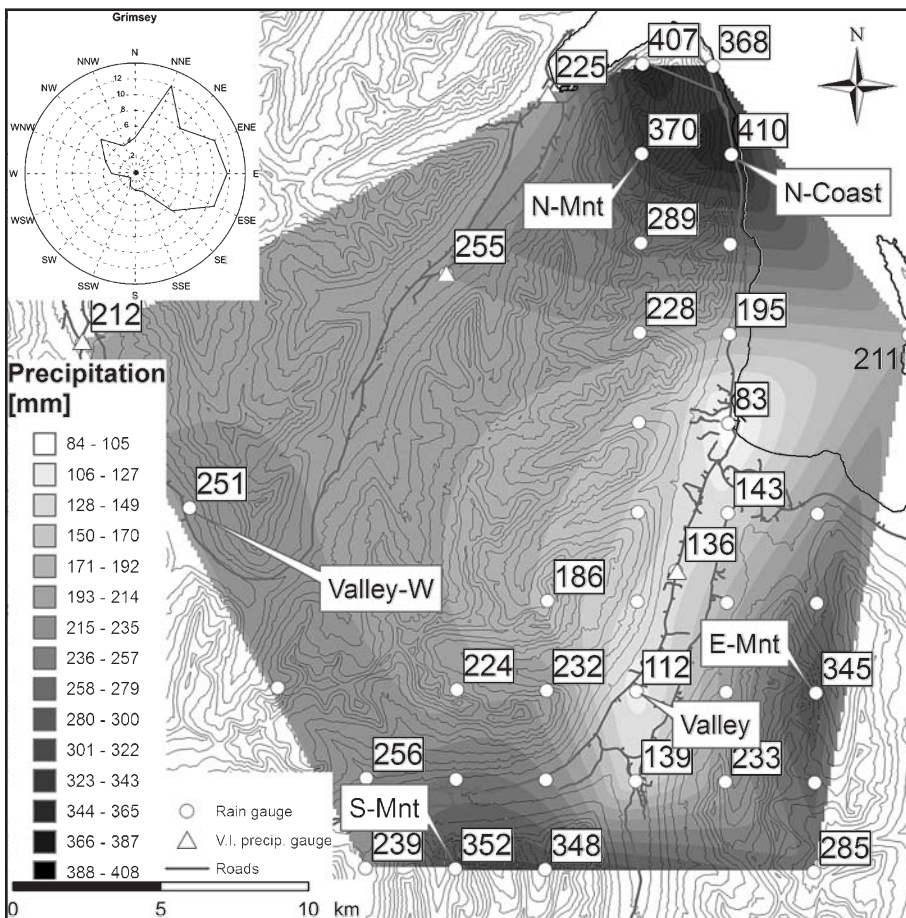 Grimsey
N
NNW
NNE
NW
NE
WNW
ENE
W
E
WSW
ESE
SW
SE
SSW
SSE
S
12
10
8
6
4
2
N
407
368
225
370
410
N-Mnt
N-Coast
289
255
228
195
212
211
83
251
143
136
Valley-W
186
E-Mnt
224
232
112
345
Valley
256
139
233
S-Mnt
239
352
348
285
Precipitation
[mm]
84 - 105
106 - 127
128 - 149
150 - 170
171 - 192
193 - 214
215 - 235
236 - 257
258 - 279
280 - 300
301 - 322
323 - 343
344 - 365
366 - 387
388 - 408
Rain gauge
V.I. precip. gauge
Roads
0
5
10
km